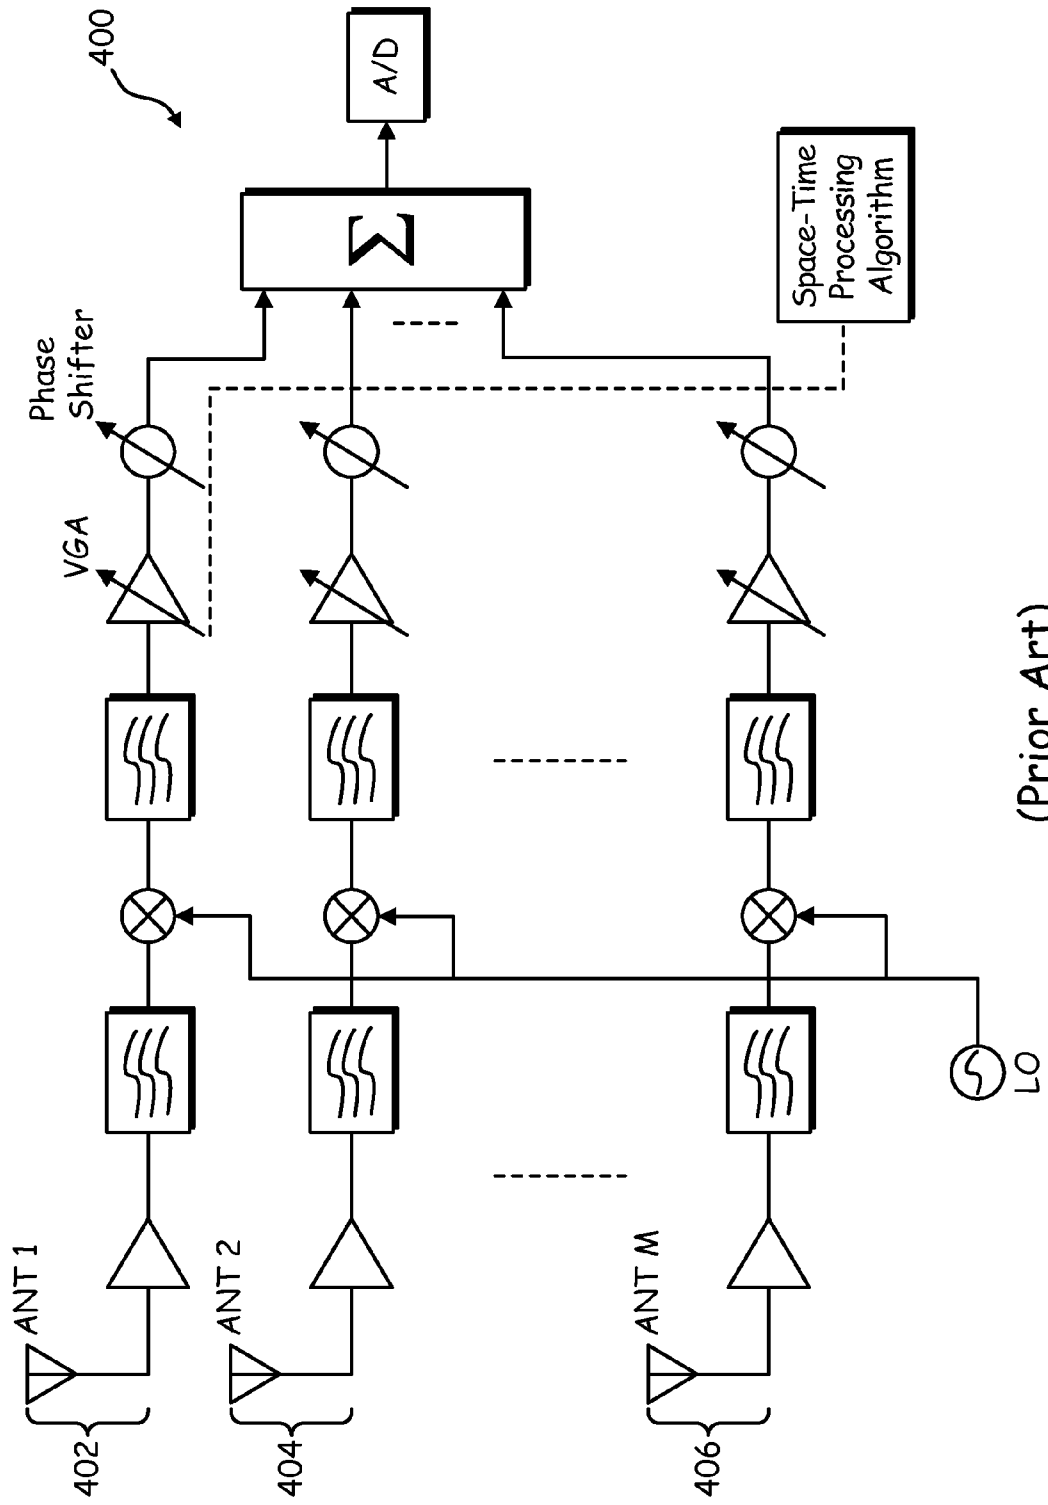 400
ANT 1
402
VGA
Phase
Shifter
Σ
A/D
ANT 2
404
ANT M
406
Space-Time
Processing
Algorithm
LO
(Prior Art)